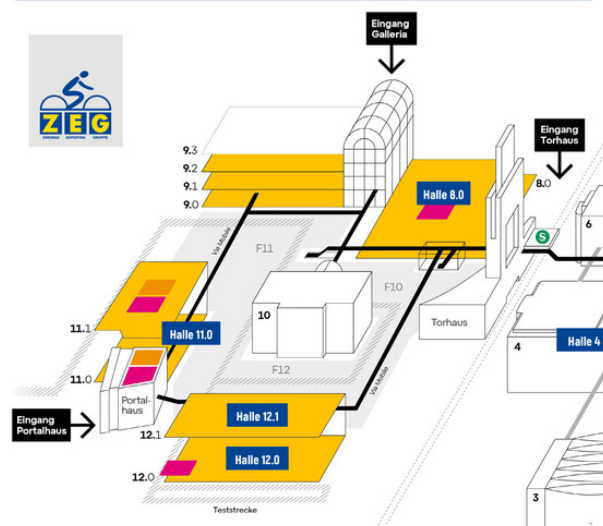 Eingang
Galleria
ZEG
ZWEIRAD EXPERTEN GRUPPE
Eingang
Torhaus
9.3
9.2
9.1
9.0
Halle 8.0
8.0
6
S
Via Mobile
F11
F10
10
Torhaus
11.1
Halle 11.0
4
Halle 4
11.0
F12
Portal-
haus
Via Mobile
Eingang
Portalhaus
Halle 12.1
12.1
Halle 12.0
12.0
3
Teststrecke